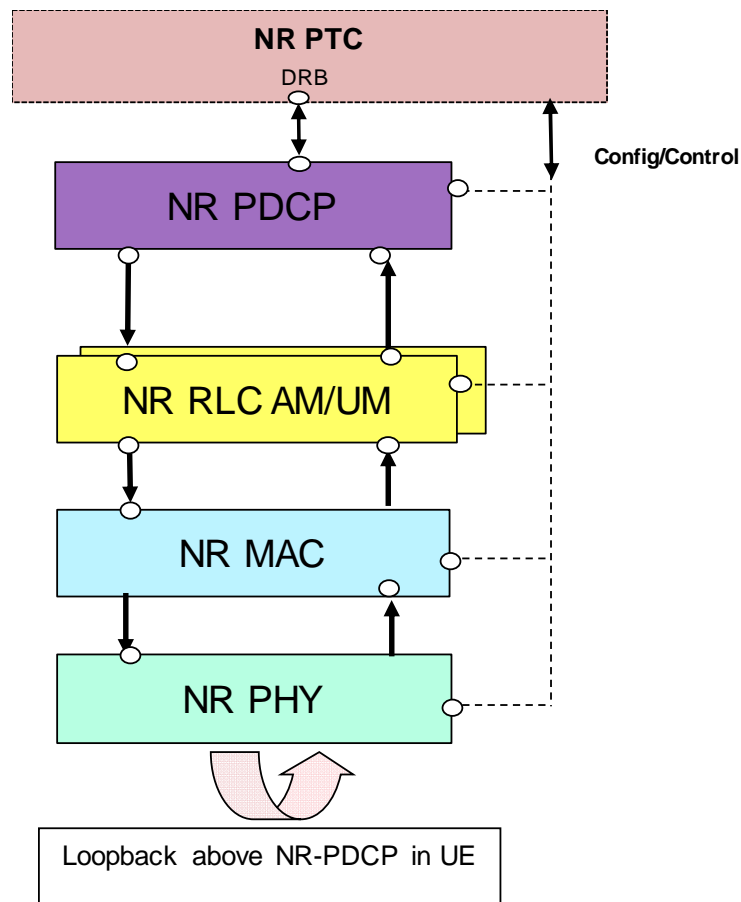 NR PTC
DRB
Config/Control
NR PDCP
NR RLC AM/UM
NR MAC
NR PHY
Loopback above NR-PDCP in UE